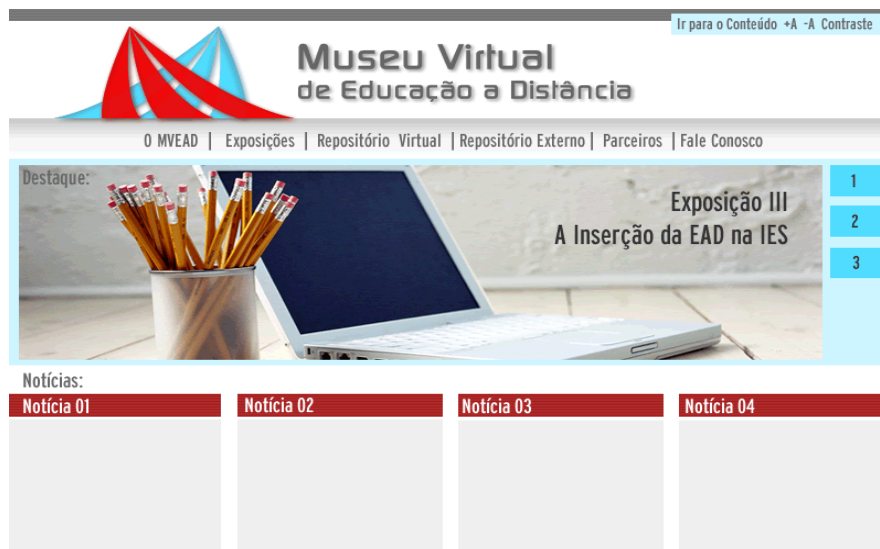 Ir para o Conteúdo +A -A Contraste
Museu Virtual
de Educação a Distância
O MVEAD | Exposições | Repositório Virtual | Repositório Externo | Parceiros | Fale Conosco
Destaque:
Exposição III
A Inserção da EAD na IES
1
2
3
Notícias:
Notícia 01
Notícia 02
Notícia 03
Notícia 04